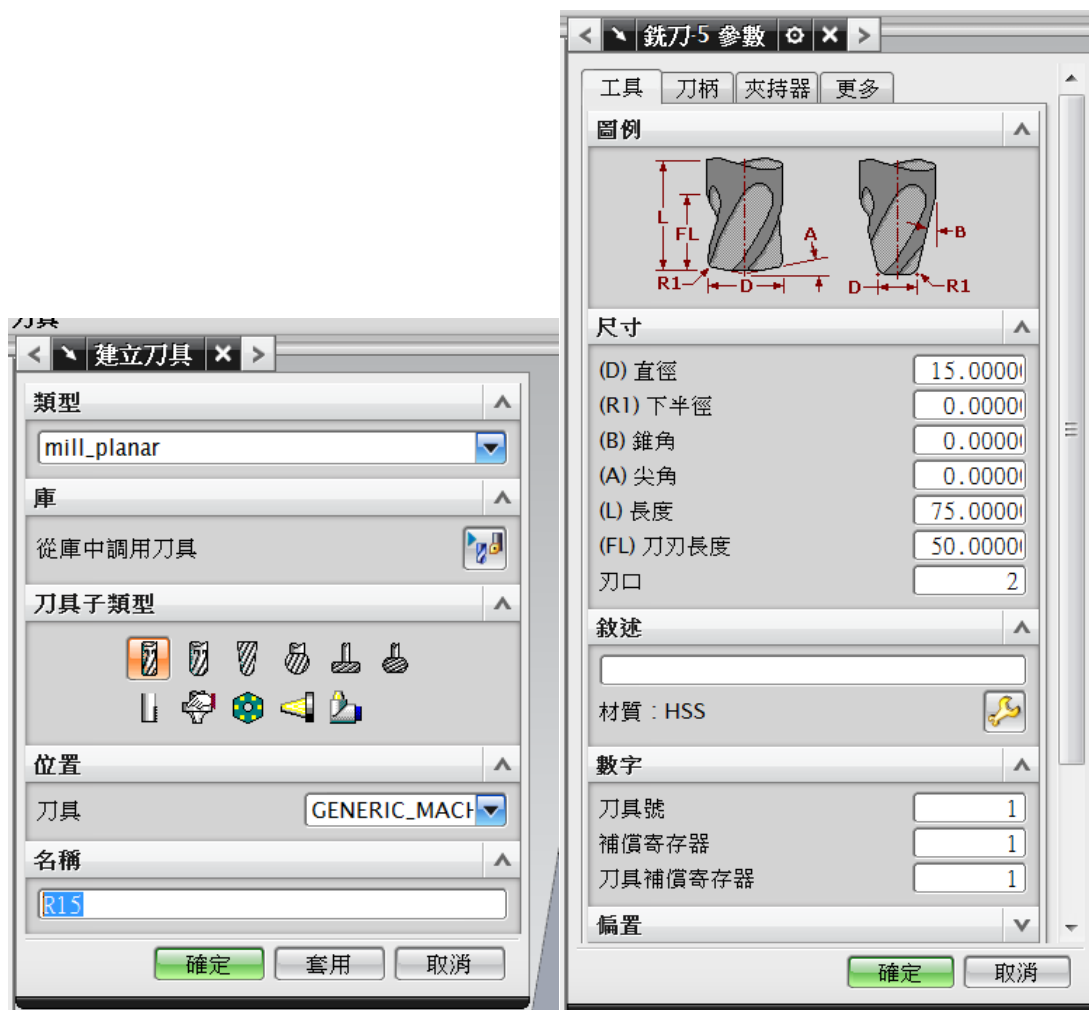 刀具
建立刀具
類型
mill_planar
庫
從庫中調用刀具
刀具子類型
位置
刀具 GENERIC_MACH
名稱
R15
確定 套用 取消
銑刀-5 參數
工具 刀柄 夾持器 更多
圖例
L
FL
A
R1
D
B
D
R1
尺寸
(D) 直徑 15.0000
(R1) 下半徑 0.0000
(B) 錐角 0.0000
(A) 尖角 0.0000
(L) 長度 75.0000
(FL) 刀刃長度 50.0000
刃口 2
敘述
材質：HSS
數字
刀具號 1
補償寄存器 1
刀具補償寄存器 1
偏置
確定 取消